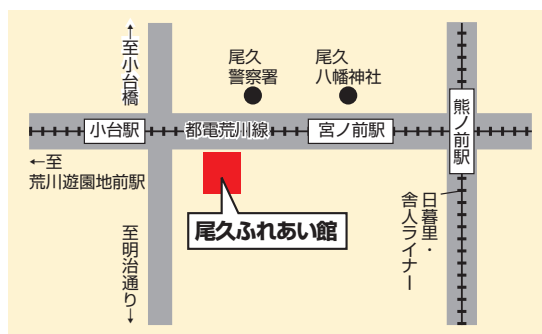 ←至小台橋
尾久
警察署
尾久
八幡神社
小台駅
都電荒川線
宮ノ前駅
熊ノ前駅
←至
荒川遊園地前駅
尾久ふれあい館
至明治通り→
日暮里・
舎人ライナー